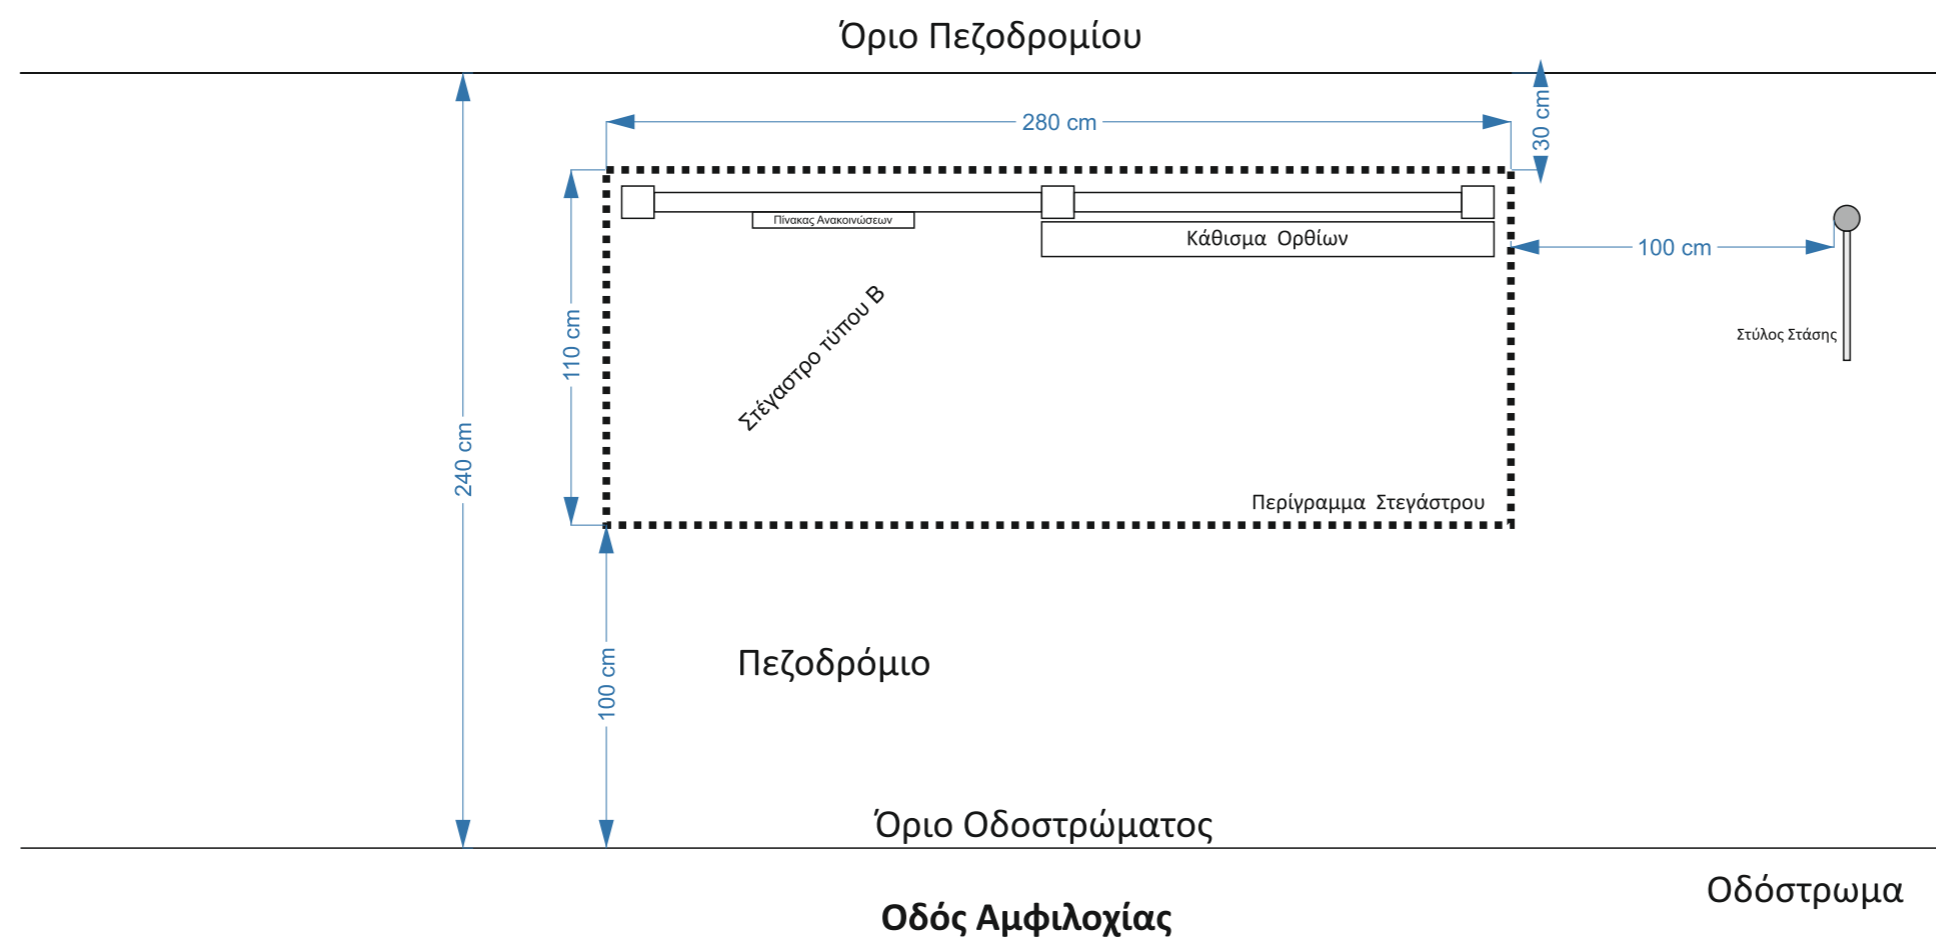 Όριο Πεζοδρομίου
280 cm
30 cm
Πίνακας Ανακοινώσεων
Κάθισμα Ορθίων
100 cm
Στύλος Στάσης
110 cm
Στέγαστρο τύπου Β
240 cm
Περίγραμμα Στεγάστρου
Πεζοδρόμιο
100 cm
Όριο Οδοστρώματος
Οδόστρωμα
Οδός Αμφιλοχίας